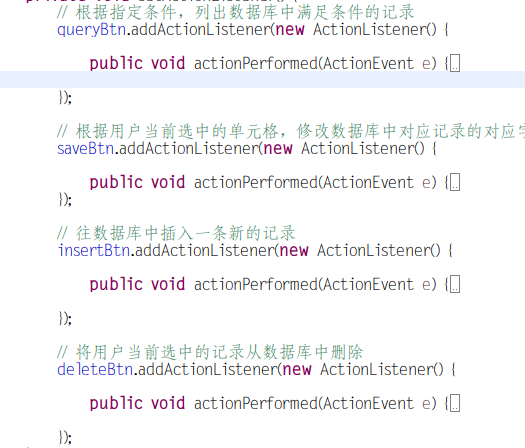 // 根据指定条件，列出数据库中满足条件的记录
queryBtn.addActionListener(new ActionListener() {
public void actionPerformed(ActionEvent e) {..
});
// 根据用户当前选中的单元格，修改数据库中对应记录的对应字
saveBtn.addActionListener(new ActionListener() {
public void actionPerformed(ActionEvent e) {..
});
// 往数据库中插入一条新的记录
insertBtn.addActionListener(new ActionListener() {
public void actionPerformed(ActionEvent e) {..
});
// 将用户当前选中的记录从数据库中删除
deleteBtn.addActionListener(new ActionListener() {
public void actionPerformed(ActionEvent e) {..
});